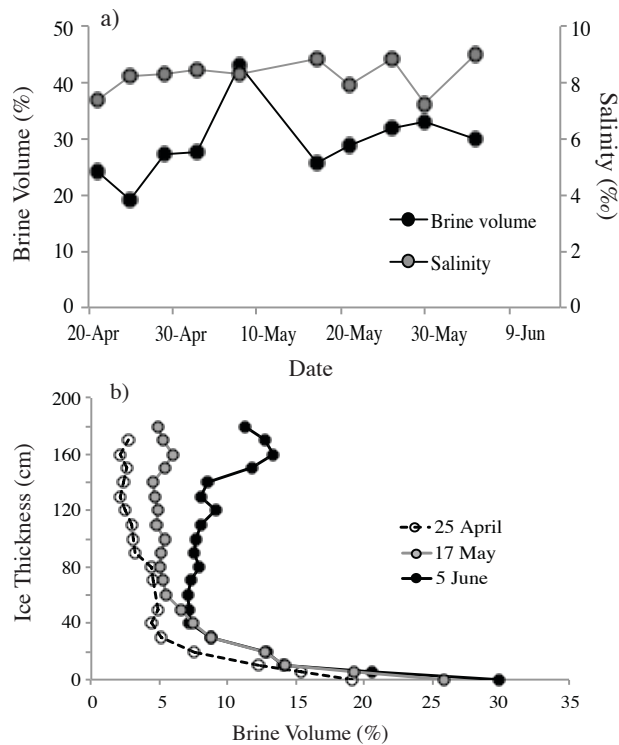 a)
50
40
30
20
10
0
Brine Volume (%)
10
8
6
4
2
0
Salinity (‰)
Brine volume
Salinity
20-Apr 30-Apr 10-May 20-May 30-May 9-Jun
Date
b)
200
160
120
80
40
0
Ice Thickness (cm)
25 April
17 May
5 June
0 5 10 15 20 25 30 35
Brine Volume (%)